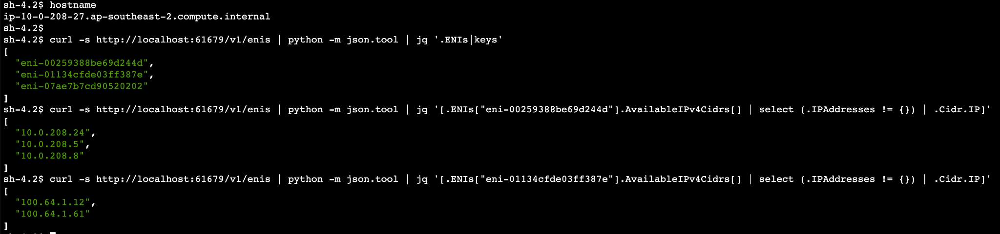 sh-4.2$ hostname
ip-10-0-208-27.ap-southeast-2.compute.internal
sh-4.2$
sh-4.2$ curl -s http://localhost:61679/v1/enis | python -m json.tool | jq '.ENIs|keys'
[
  "eni-00259388be69d244d",
  "eni-01134cfde03ff387e",
  "eni-07ae7b7cd90520202"
]
sh-4.2$ curl -s http://localhost:61679/v1/enis | python -m json.tool | jq '[.ENIs["eni-00259388be69d244d"].AvailableIPv4Cidrs[] | select (.IPAddresses != {}) | .Cidr.IP]'
[
  "10.0.208.24",
  "10.0.208.5",
  "10.0.208.8"
]
sh-4.2$ curl -s http://localhost:61679/v1/enis | python -m json.tool | jq '[.ENIs["eni-01134cfde03ff387e"].AvailableIPv4Cidrs[] | select (.IPAddresses != {}) | .Cidr.IP]'
[
  "100.64.1.12",
  "100.64.1.61"
]